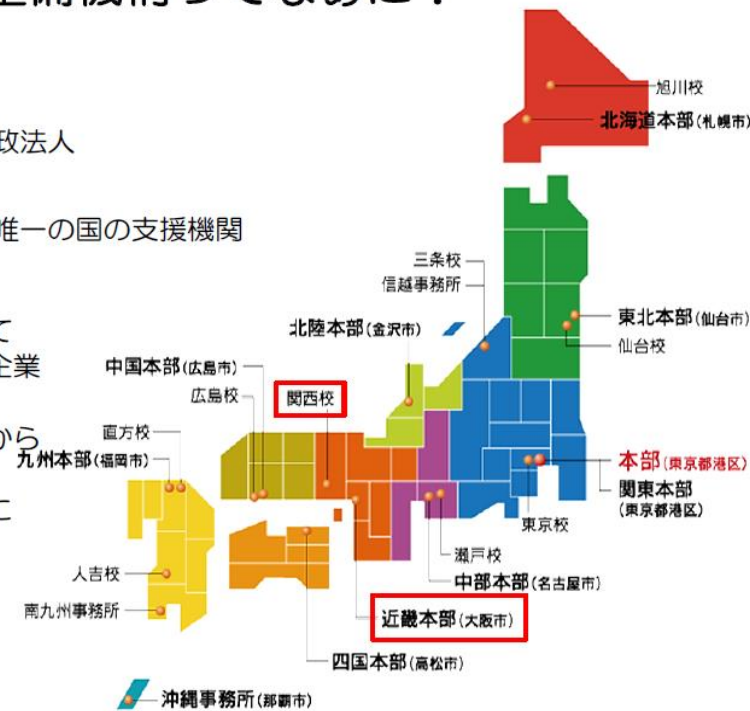 政法人
唯一の国の支援機関
て
企業
から
に
旭川校
北海道本部(札幌市)
三条校
信越事務所
東北本部(仙台市)
仙台校
北陸本部(金沢市)
中国本部(広島市)
広島校
関西校
直方校
九州本部(福岡市)
本部(東京都港区)
関東本部
(東京都港区)
東京校
瀬戸校
中部本部(名古屋市)
人吉校
南九州事務所
近畿本部(大阪市)
四国本部(高松市)
沖縄事務所(那覇市)